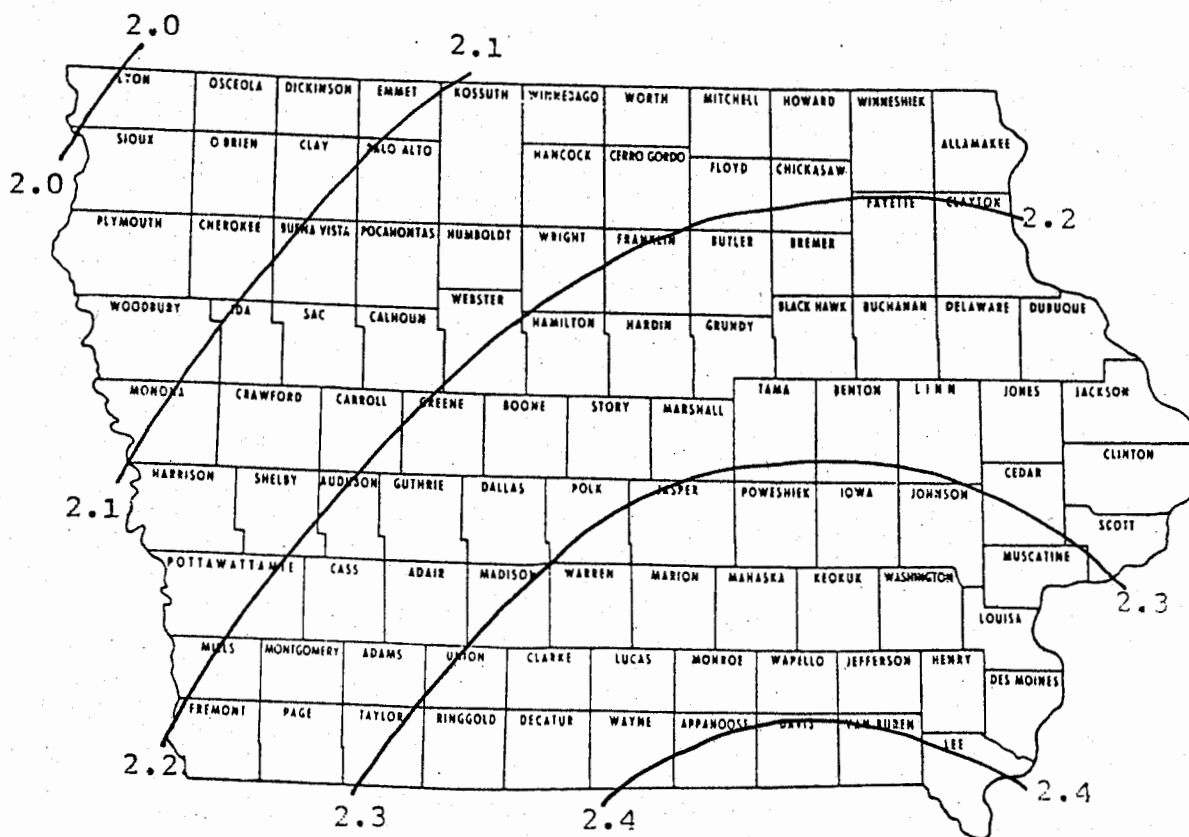 2.0
2.1
LYON OSCEOLA DICKINSON EMMET KOSSUTH WINNEBAGO WORTH MITCHELL HOWARD WINNESHIEK
ALLAMAKEE
SIOUX O BRIEN CLAY PALO ALTO HANCOCK CERRO GORDO FLOYD CHICKASAW
2.0
FAYETTE CLAYTON
2.2
PLYMOUTH CHEROKEE BUENA VISTA POCAHONTAS HUMBOLDT WRIGHT FRANKLIN BUTLER BREMER
WOODBURY IDA SAC CALHOUN WEBSTER HAMILTON HARDIN GRUNDY BLACK HAWK BUCHANAN DELAWARE DUBUQUE
MONONA CRAWFORD CARROLL GREENE BOONE STORY MARSHALL TAMA BENTON LINN JONES JACKSON
CLINTON
HARRISON SHELBY AUDUBON GUTHRIE DALLAS POLK JASPER POWESHIEK IOWA JOHNSON CEDAR
2.1
SCOTT
POTTAWATTAMIE CASS ADAIR MADISON WARREN MARION MAHASKA KEOKUK WASHINGTON MUSCATINE
2.3
LOUISA
MILLS MONTGOMERY ADAMS UNION CLARKE LUCAS MONROE WAPELLO JEFFERSON HENRY
DES MOINES
FREMONT PAGE TAYLOR RINGGOLD DECATUR WAYNE APPANOOSE DAVIS VAN BUREN
LEE
2.2
2.3
2.4
2.4